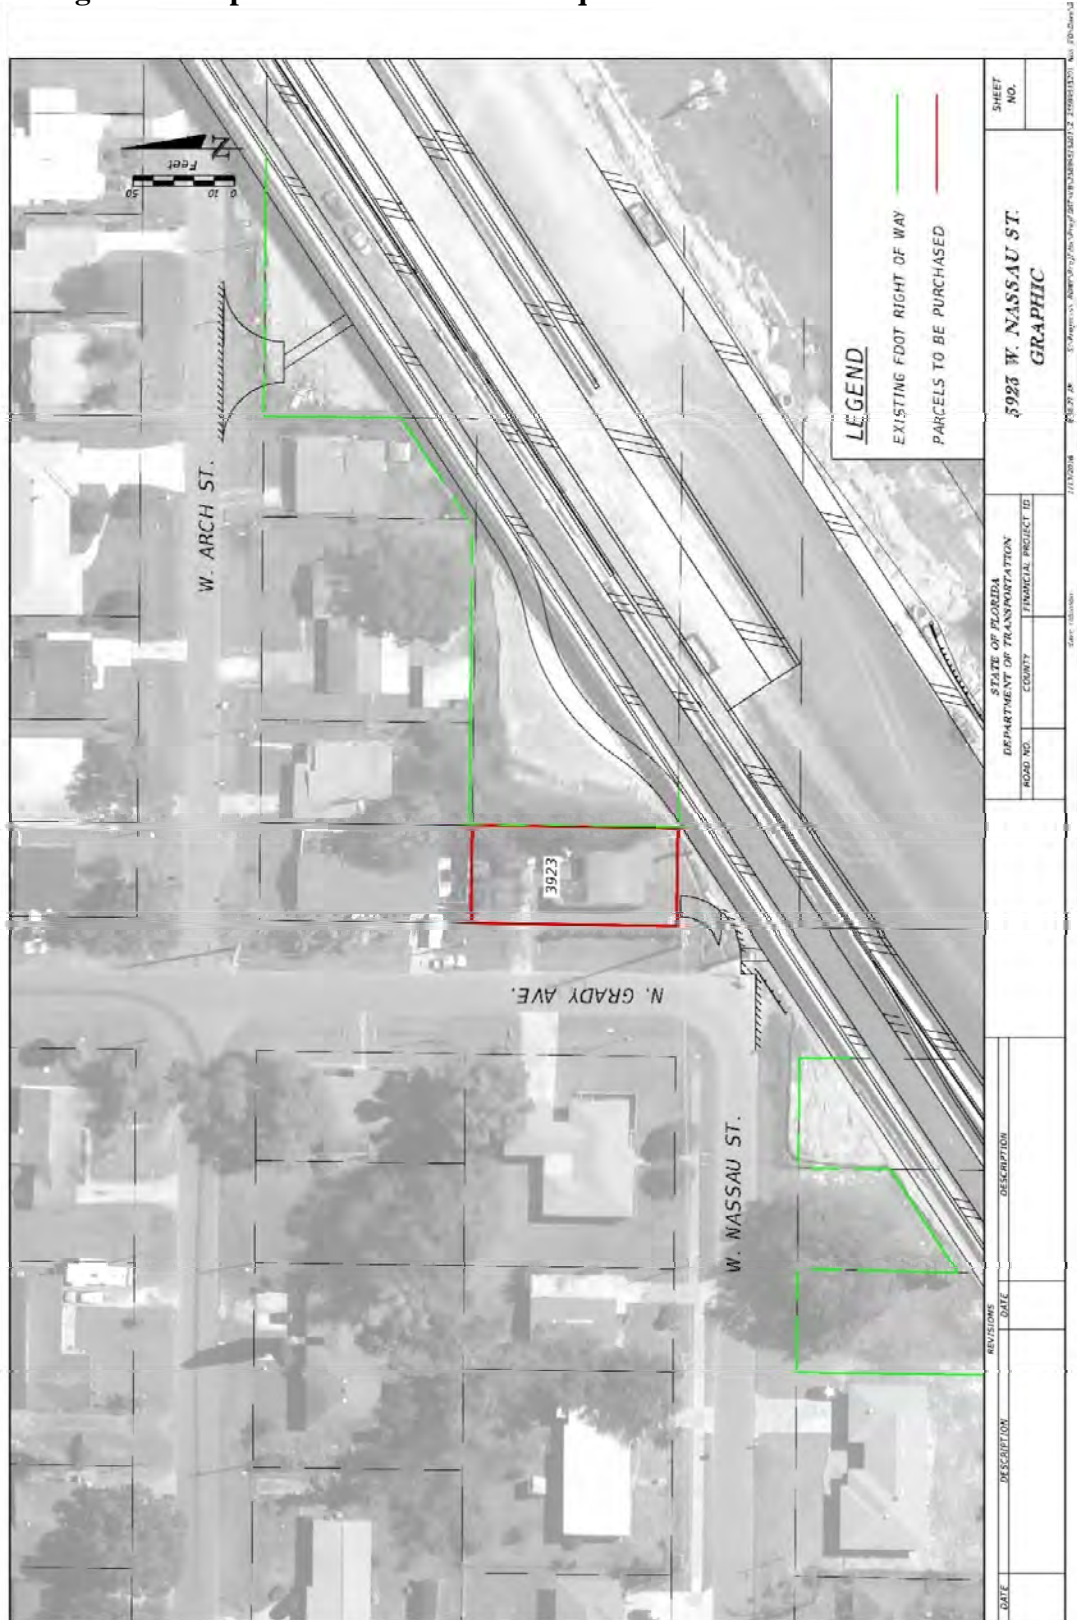 W. ARCH ST.
Feet
0
10
50
N
3923
N. GRADY AVE.
W. NASSAU ST.
LEGEND
EXISTING FDOT RIGHT OF WAY
PARCELS TO BE PURCHASED
REVISIONS
DATE
DESCRIPTION
DATE
DESCRIPTION
STATE OF FLORIDA
DEPARTMENT OF TRANSPORTATION
ROAD NO.
COUNTY
FINANCIAL PROJECT ID
3923 W. NASSAU ST.
GRAPHIC
SHEET
NO.